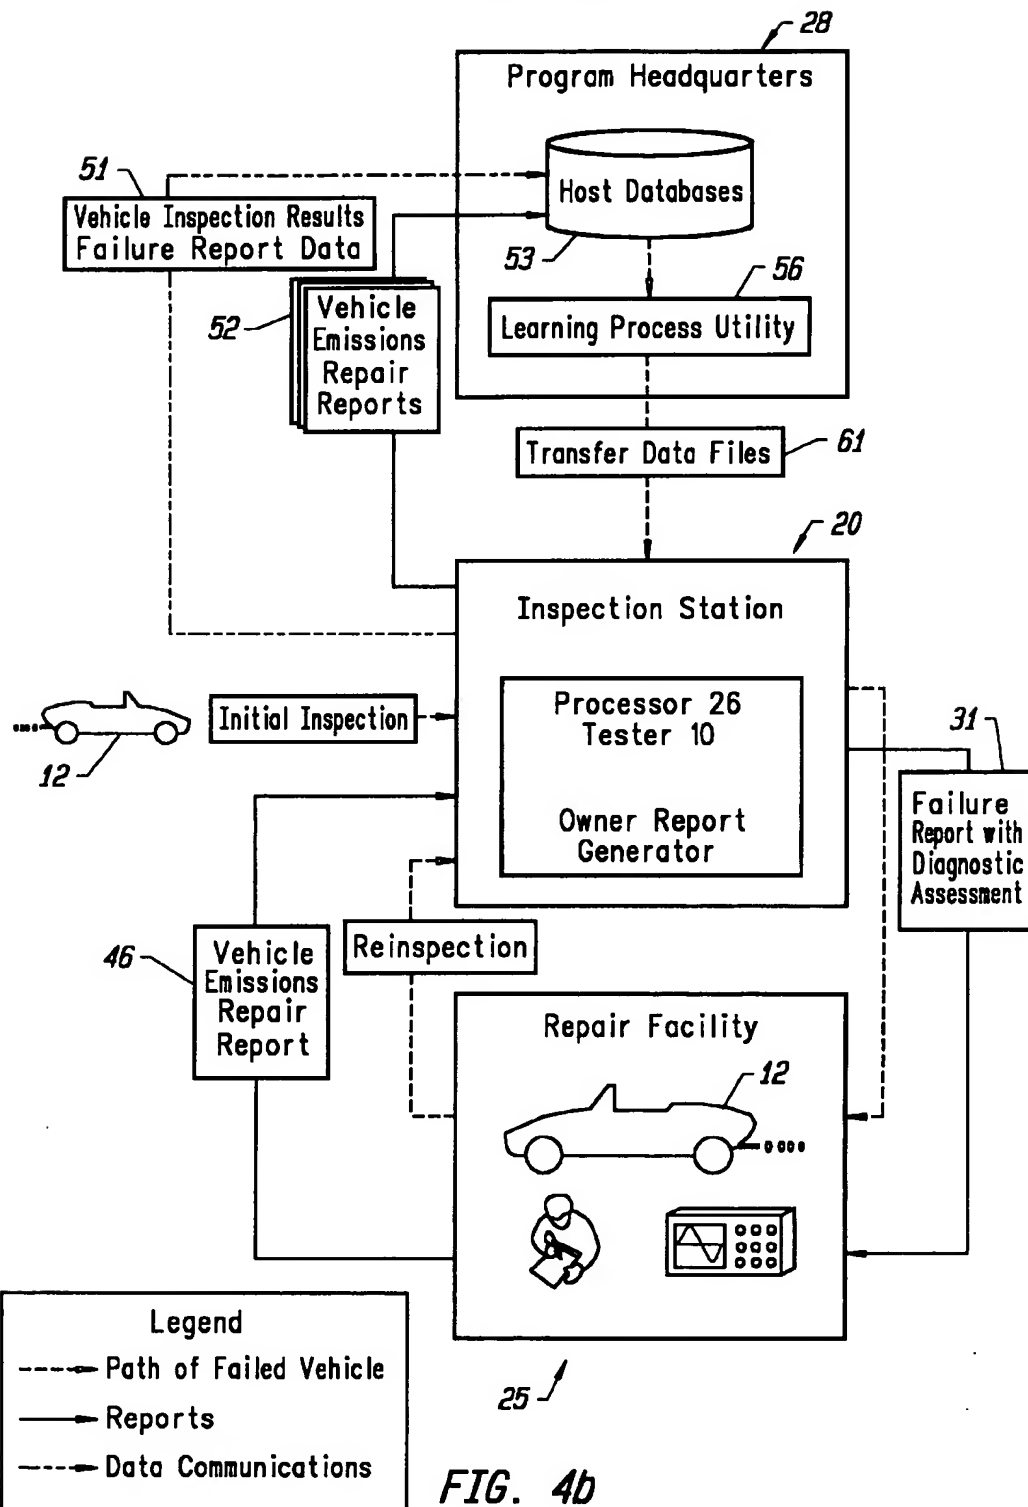 28
Program Headquarters
51
Vehicle Inspection Results
Failure Report Data
Host Databases
53
56
52
Vehicle
Emissions
Repair
Reports
Learning Process Utility
Transfer Data Files
61
20
Inspection Station
Processor 26
Tester 10
Owner Report
Generator
Initial Inspection
12
31
Failure
Report with
Diagnostic
Assessment
46
Vehicle
Emissions
Repair
Report
Reinspection
Repair Facility
12
25
Legend
Path of Failed Vehicle
Reports
Data Communications
FIG. 4b